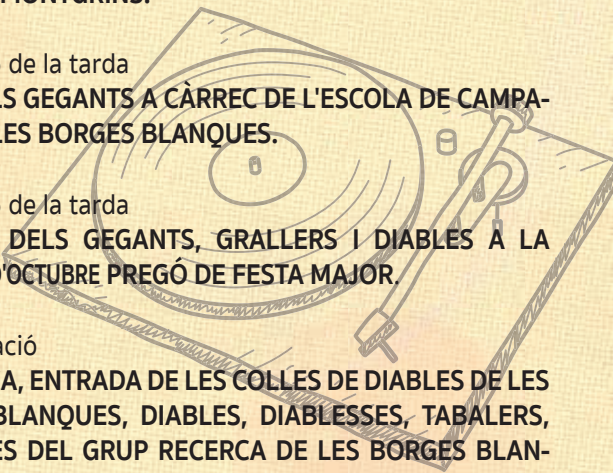 MONTGRINS.
de la tarda
LS GEGANTS A CÀRREC DE L'ESCOLA DE CAMPA-
LES BORGES BLANQUES.
de la tarda
DELS GEGANTS, GRALLERS I DIABLES A LA
D'OCTUBRE PREGÓ DE FESTA MAJOR.
ació
A, ENTRADA DE LES COLLES DE DIABLES DE LES
BLANQUES, DIABLES, DIABLESSES, TABALERS,
ES DEL GRUP RECERCA DE LES BORGES BLAN-